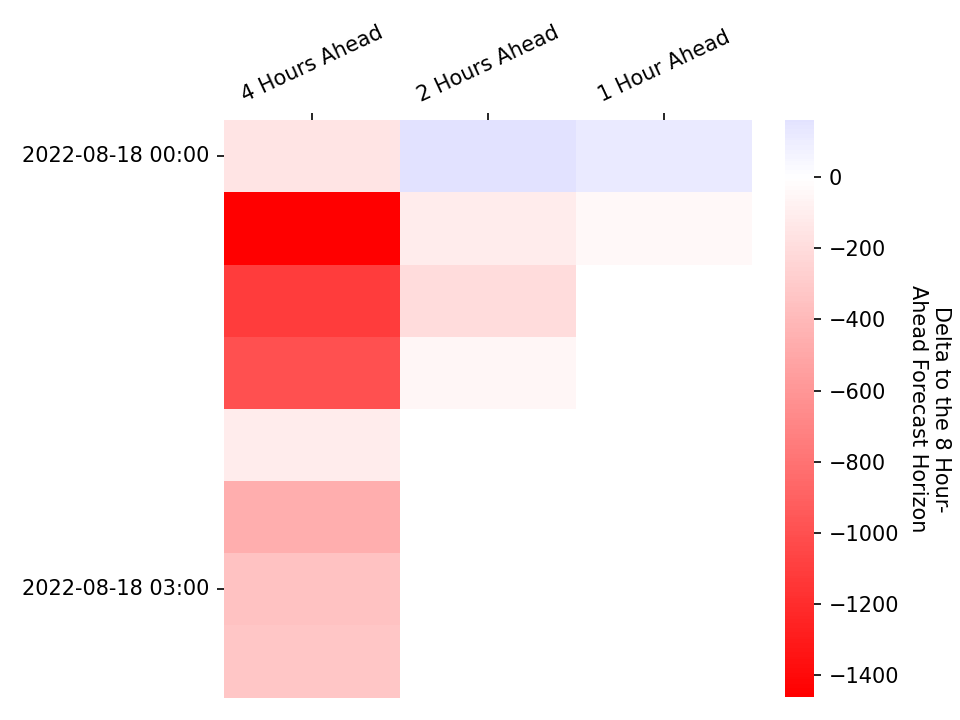 4 Hours Ahead
2 Hours Ahead
1 Hour Ahead
2022-08-18 00:00
2022-08-18 03:00
0
−200
−400
−600
−800
−1000
−1200
−1400
Delta to the 8 Hour-
Ahead Forecast Horizon